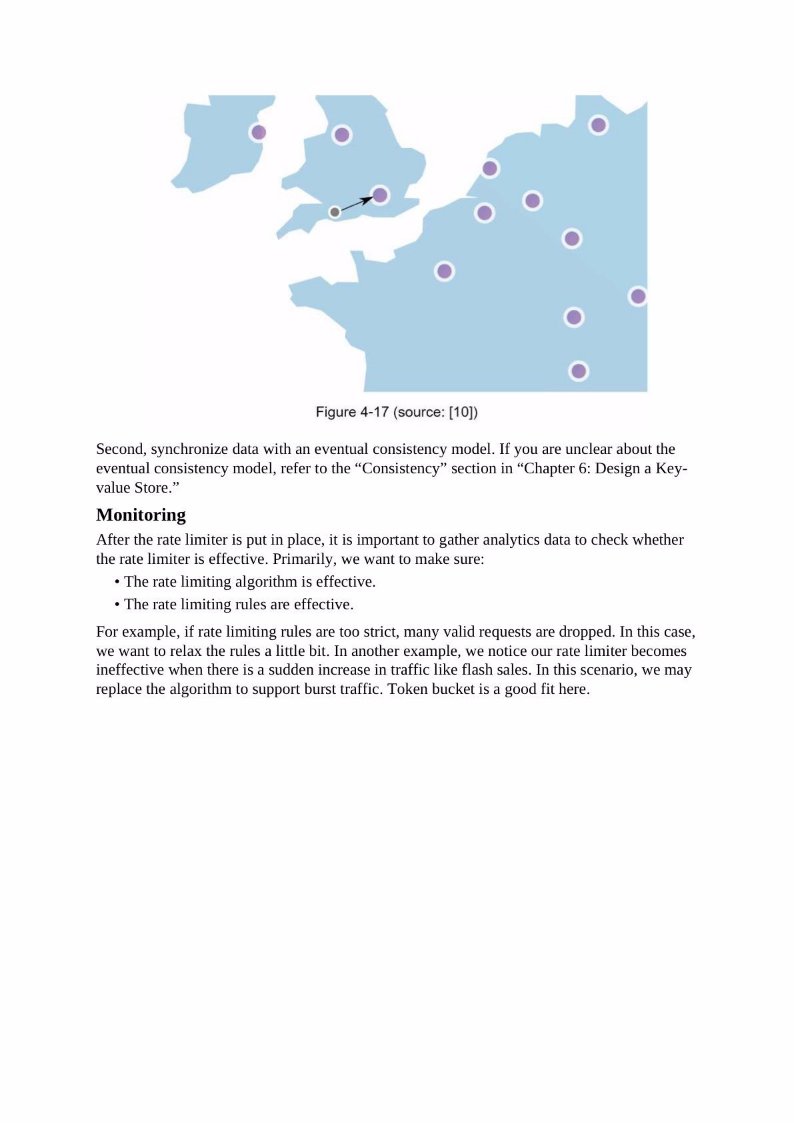 Figure 4-17 (source: [10])
Second, synchronize data with an eventual consistency model. If you are unclear about the
eventual consistency model, refer to the “Consistency” section in “Chapter 6: Design a Key-
value Store.”
Monitoring
After the rate limiter is put in place, it is important to gather analytics data to check whether
the rate limiter is effective. Primarily, we want to make sure:
• The rate limiting algorithm is effective.
• The rate limiting rules are effective.
For example, if rate limiting rules are too strict, many valid requests are dropped. In this case,
we want to relax the rules a little bit. In another example, we notice our rate limiter becomes
ineffective when there is a sudden increase in traffic like flash sales. In this scenario, we may
replace the algorithm to support burst traffic. Token bucket is a good fit here.